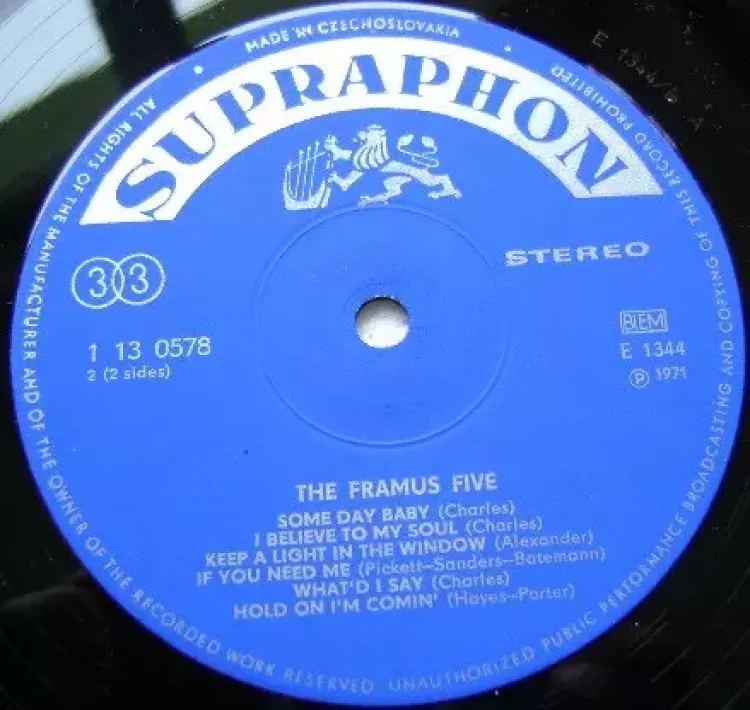 MADE IN CZECHOSLOVAKIA
SUPRAPHON
STEREO
33
1 13 0578
2 (2 sides)
BIEM
E 1344
Ⓟ 1971
THE FRAMUS FIVE
SOME DAY BABY (Charles)
I BELIEVE TO MY SOUL (Charles)
KEEP A LIGHT IN THE WINDOW (Alexander)
IF YOU NEED ME (Pickett–Sanders–Batemann)
WHAT'D I SAY (Charles)
HOLD ON I'M COMIN' (Hayes–Porter)
ALL RIGHTS OF THE MANUFACTURER AND OF THE OWNER OF THE RECORDED WORK RESERVED UNAUTHORIZED PUBLIC PERFORMANCE BROADCASTING AND COPYING OF THIS RECORD PROHIBITED